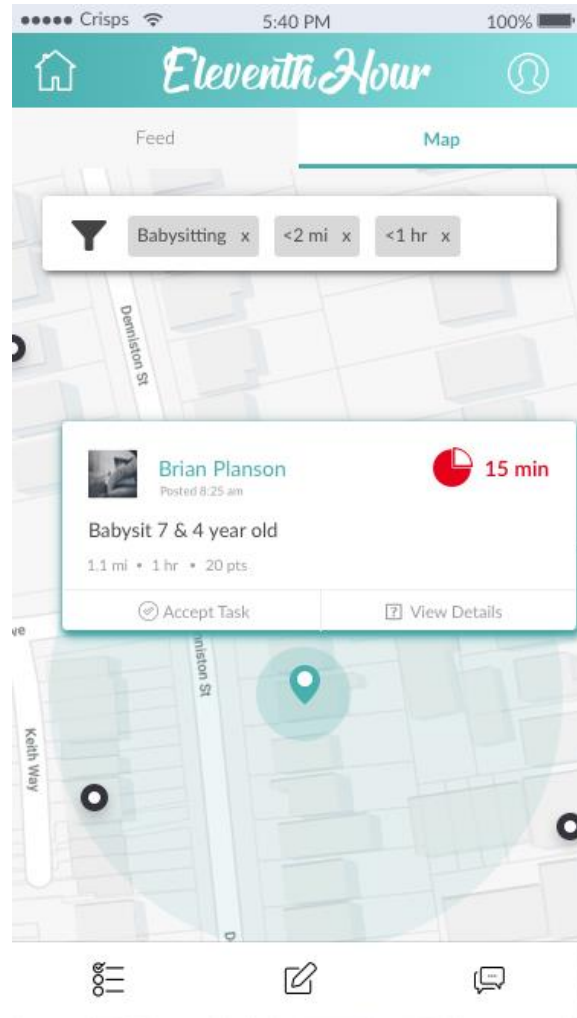 Crisps 5:40 PM 100%
Eleventh Hour
Feed Map
Babysitting x <2 mi x <1 hr x
Denniston St
Brian Planson 15 min
Posted 8:25 am
Babysit 7 & 4 year old
1.1 mi • 1 hr • 20 pts
Accept Task ? View Details
ve
nniston St
Keith Way
D